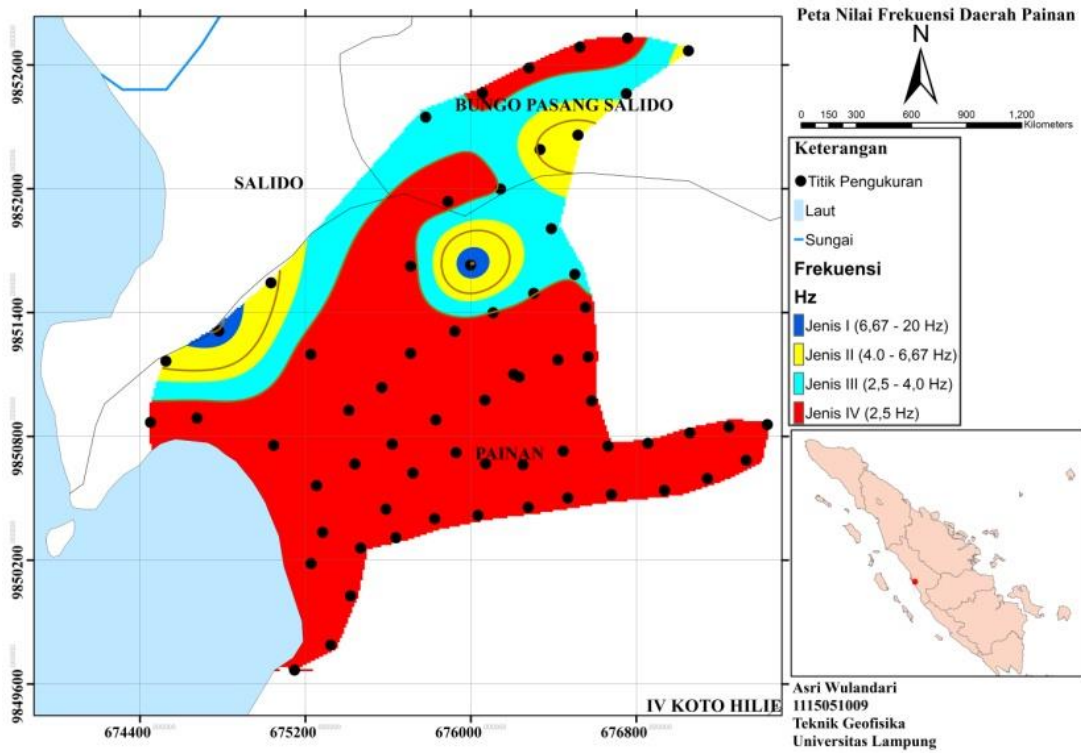 Peta Nilai Frekuensi Daerah Painan
N
0 300 600 900 1,200
Kilometers
Keterangan
Titik Pengukuran
Laut
Sungai
Frekuensi
Hz
Jenis I (6,67 - 20 Hz)
Jenis II (4.0 - 6,67 Hz)
Jenis III (2,5 - 4,0 Hz)
Jenis IV (2,5 Hz)
BUNGO PASANG SALIDO
SALIDO
PAINAN
IV KOTO HILIE
9852600
9852000
9851400
9850800
9850200
9849600
674400
675200
676000
676800
Asri Wulandari
1115051009
Teknik Geofisika
Universitas Lampung